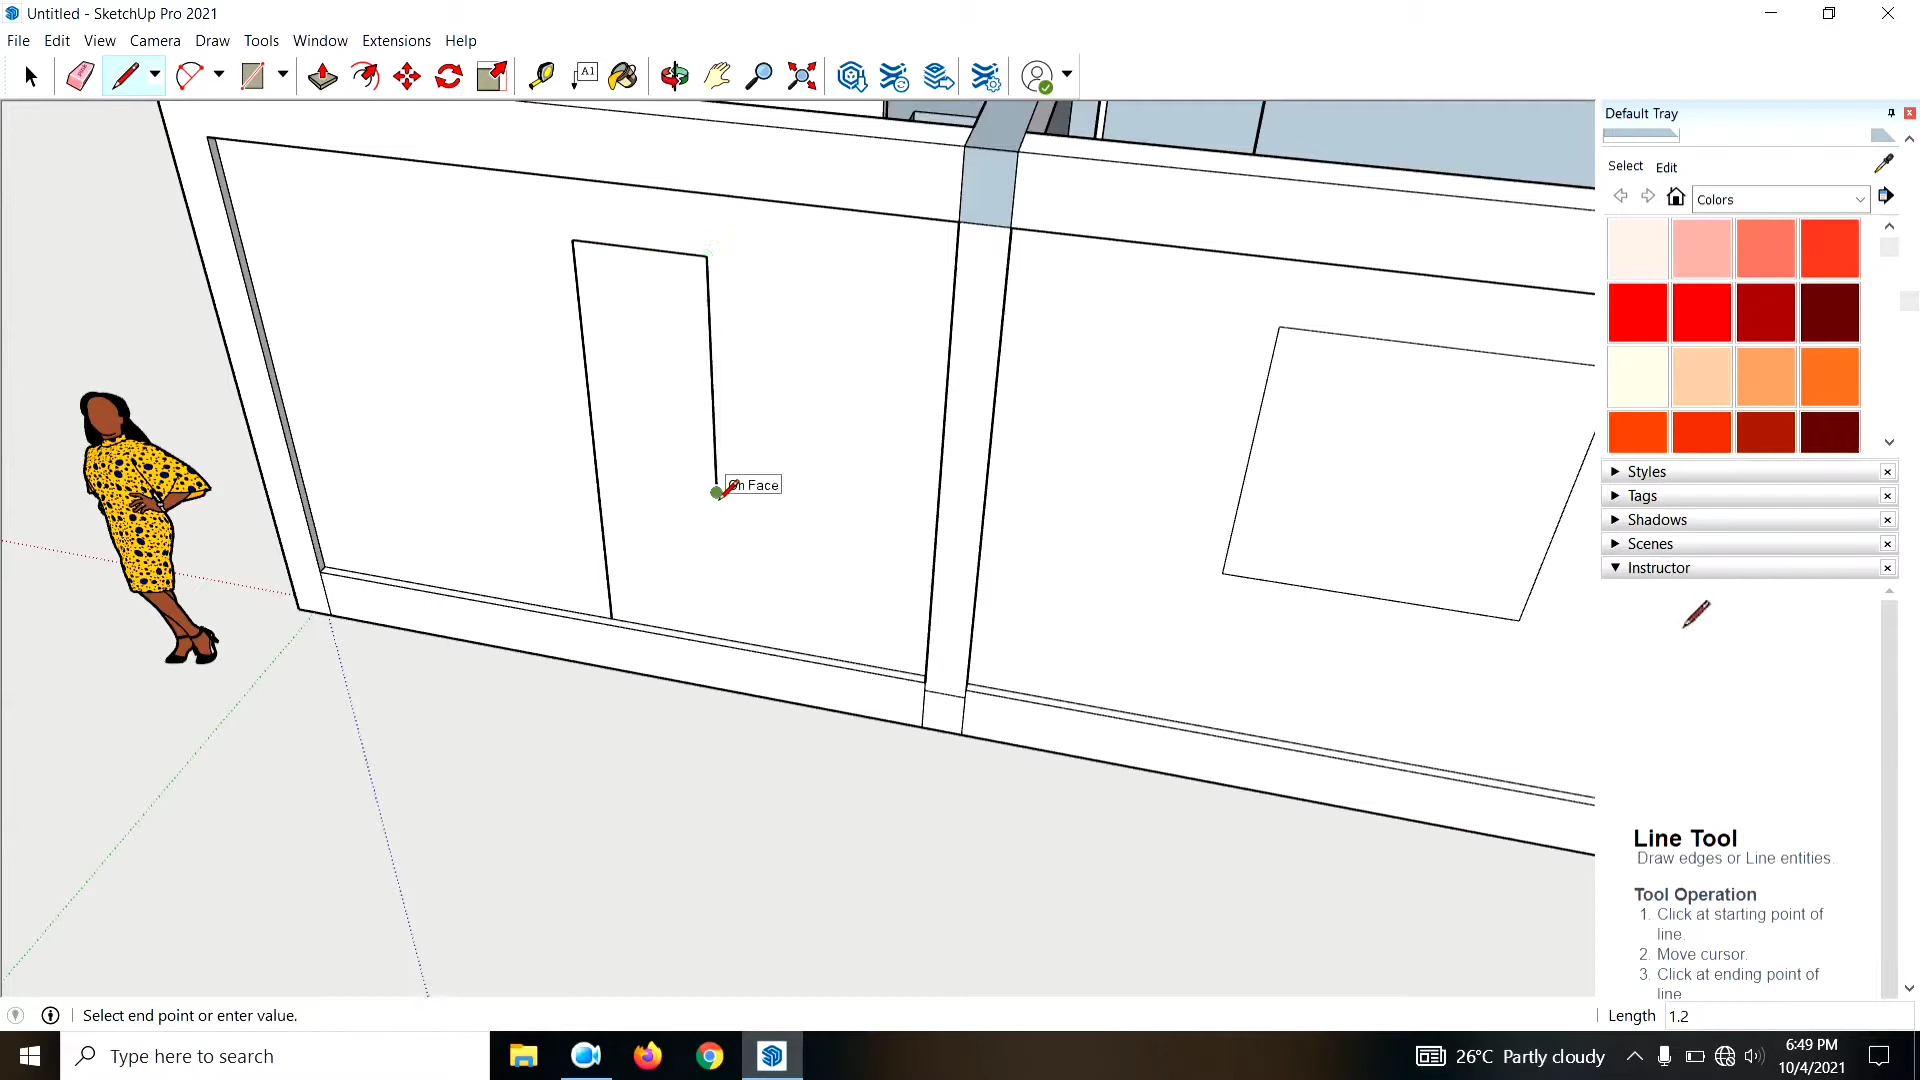 Untitled - SketchUp Pro 2021
File Edit View Camera Draw Tools Window Extensions Help
A1
Default Tray
Select Edit
Colors
On Face
Styles
Tags
Shadows
Scenes
Instructor
Line Tool
Draw edges or Line entities.
Tool Operation
1. Click at starting point of
line.
2. Move cursor.
3. Click at ending point of
line
Select end point or enter value.
Length 1.2
Type here to search
26°C Partly cloudy
6:49 PM
10/4/2021